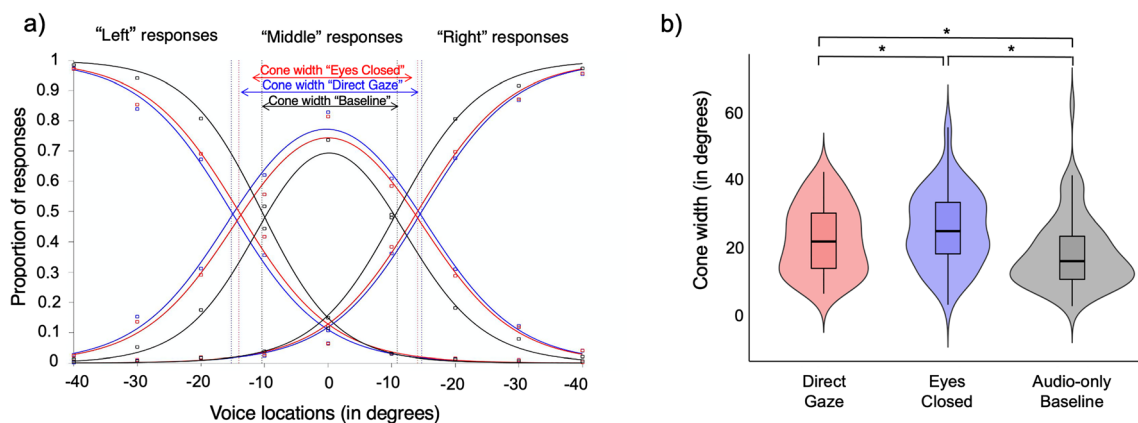 a)
"Left" responses "Middle" responses "Right" responses
Cone width "Eyes Closed"
Cone width "Direct Gaze"
Cone width "Baseline"
Proportion of responses
1
0.9
0.8
0.7
0.6
0.5
0.4
0.3
0.2
0.1
0
-40 -30 -20 -10 0 -10 -20 -30 -40
Voice locations (in degrees)
b)
*
* *
Cone width (in degrees)
60
40
20
0
Direct Gaze
Eyes Closed
Audio-only Baseline